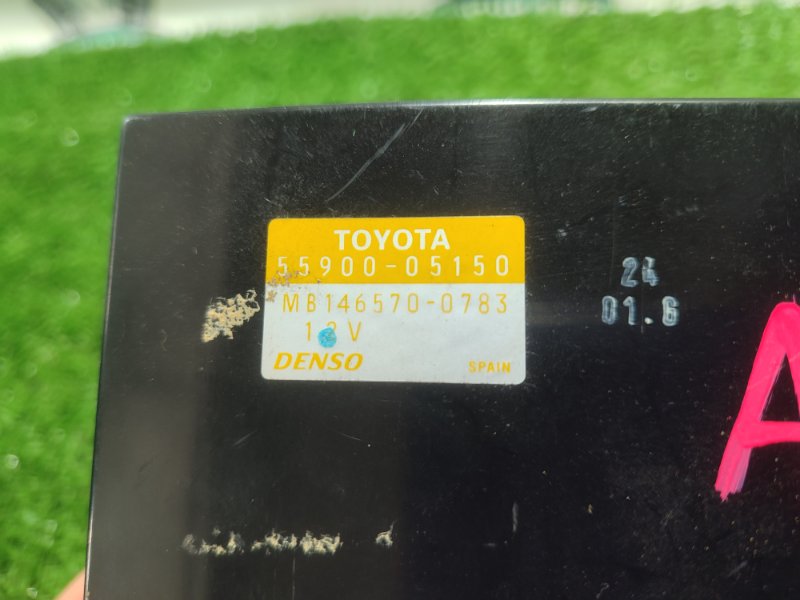 TOYOTA
55900-05150
MB146570-0783
12V
DENSO SPAIN
24
01.6
A